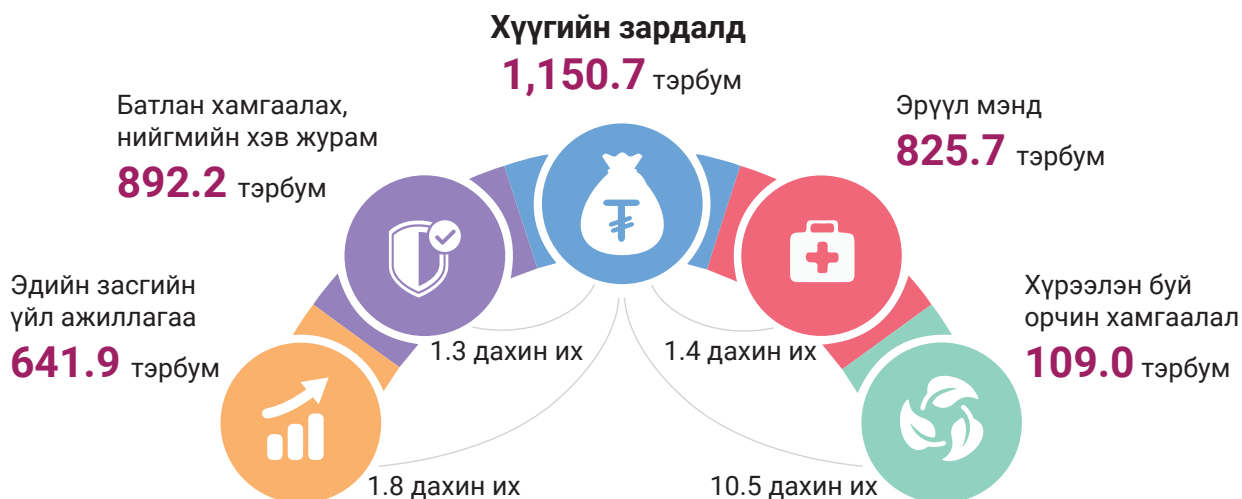 Хүүгийн зардалд
1,150.7 тэрбум
Батлан хамгаалах,
нийгмийн хэв журам
892.2 тэрбум
Эрүүл мэнд
825.7 тэрбум
Эдийн засгийн
үйл ажиллагаа
641.9 тэрбум
Хүрээлэн буй
орчин хамгаалал
109.0 тэрбум
1.3 дахин их
1.4 дахин их
1.8 дахин их
10.5 дахин их